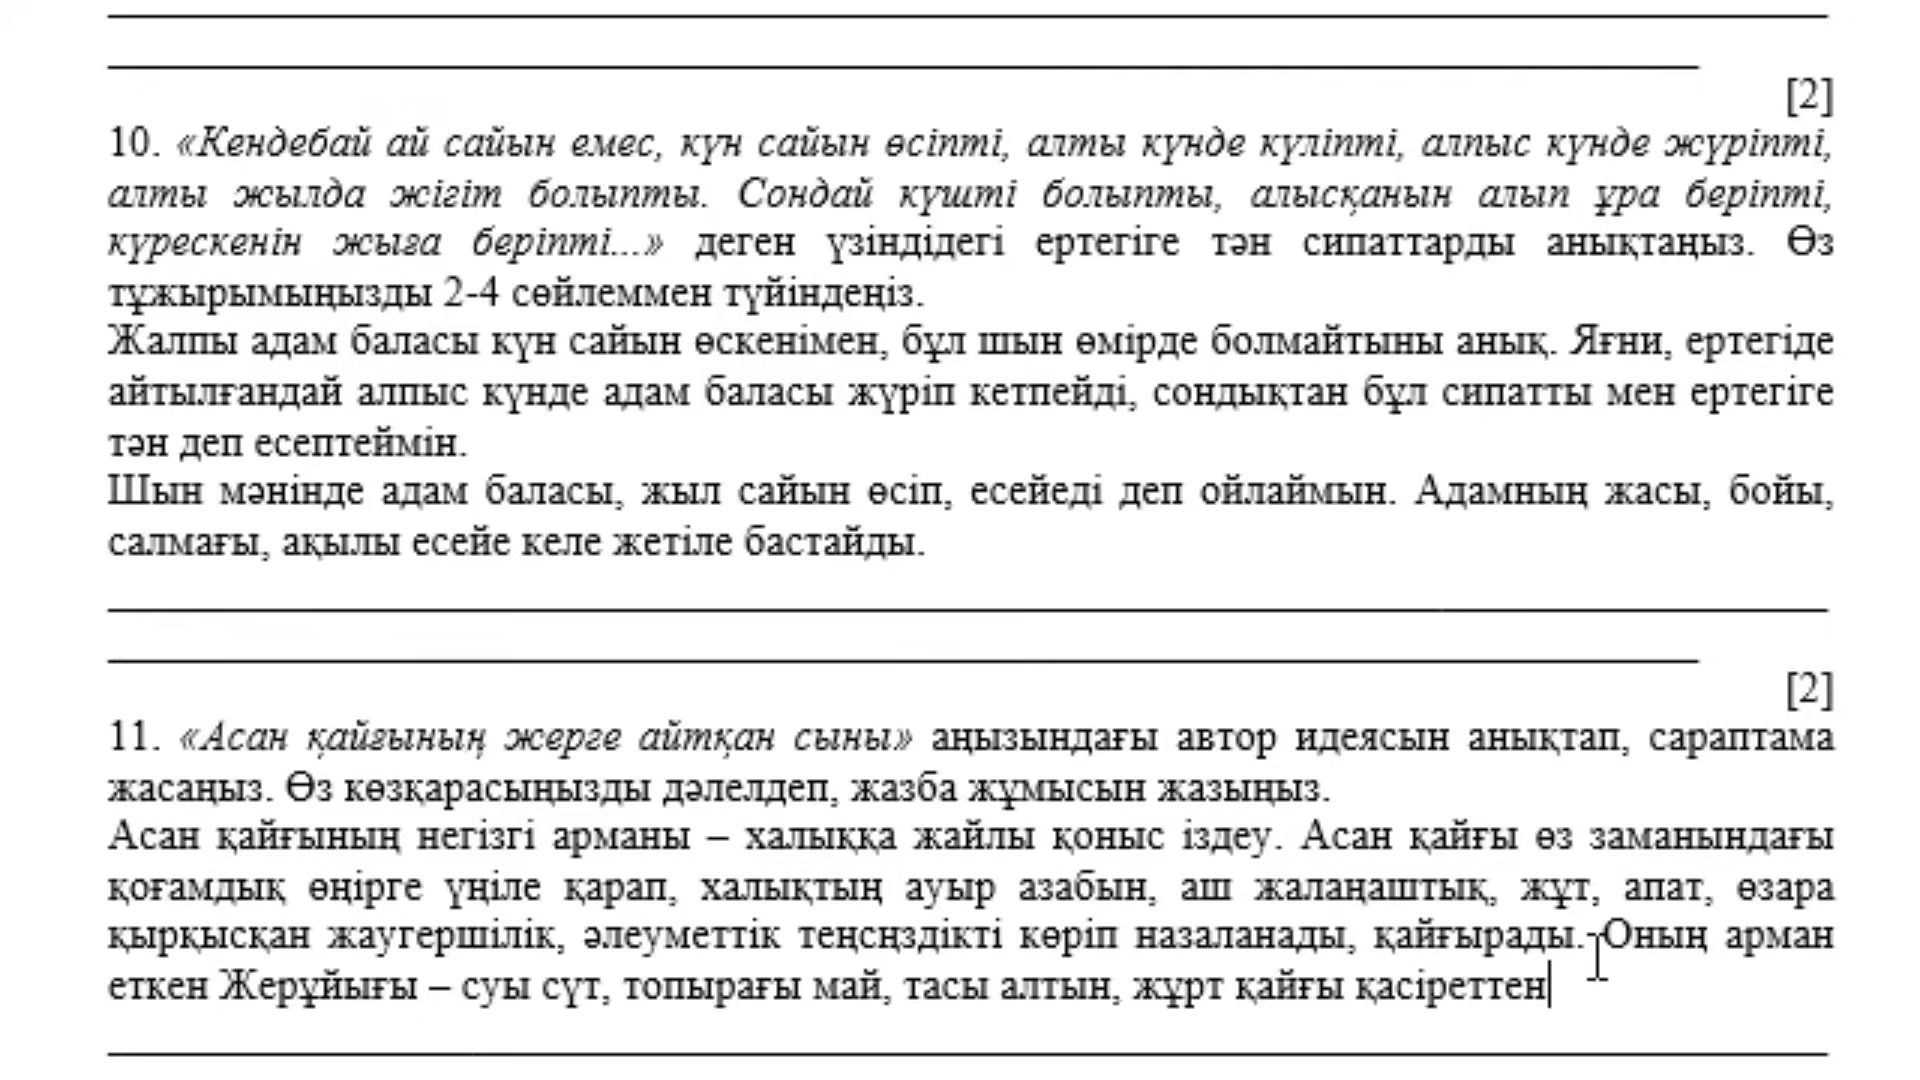 [2]
10. «Кендебай ай сайын емес, күн сайын өсіпті, алты күнде күліпті, алпыс күнде жүріпті,
алты жылда жігіт болыпты. Сондай күшті болыпты, алысқанын алып ұра беріпті,
күрескенін жыға беріпті...» деген үзіндідегі ертегіге тән сипаттарды анықтаңыз. Өз
тұжырымыңызды 2-4 сөйлеммен түйіндеңіз.
Жалпы адам баласы күн сайын өскенімен, бұл шын өмірде болмайтыны анық. Яғни, ертегіде
айтылғандай алпыс күнде адам баласы жүріп кетпейді, сондықтан бұл сипатты мен ертегіге
тән деп есептеймін.
Шын мәнінде адам баласы, жыл сайын өсіп, есейеді деп ойлаймын. Адамның жасы, бойы,
салмағы, ақылы есейе келе жетіле бастайды.
[2]
11. «Асан қайғының жерге айтқан сыны» аңызындағы автор идеясын анықтап, сараптама
жасаңыз. Өз көзқарасыңызды дәлелдеп, жазба жұмысын жазыңыз.
Асан қайғының негізгі арманы – халыққа жайлы қоныс іздеу. Асан қайғы өз заманындағы
қоғамдық өңірге үңіле қарап, халықтың ауыр азабын, аш жалаңаштық, жұт, апат, өзара
қырқысқан жаугершілік, әлеуметтік теңсңздікті көріп назаланады, қайғырады. Оның арман
еткен Жерұйығы – суы сүт, топырағы май, тасы алтын, жұрт қайғы қасіреттен